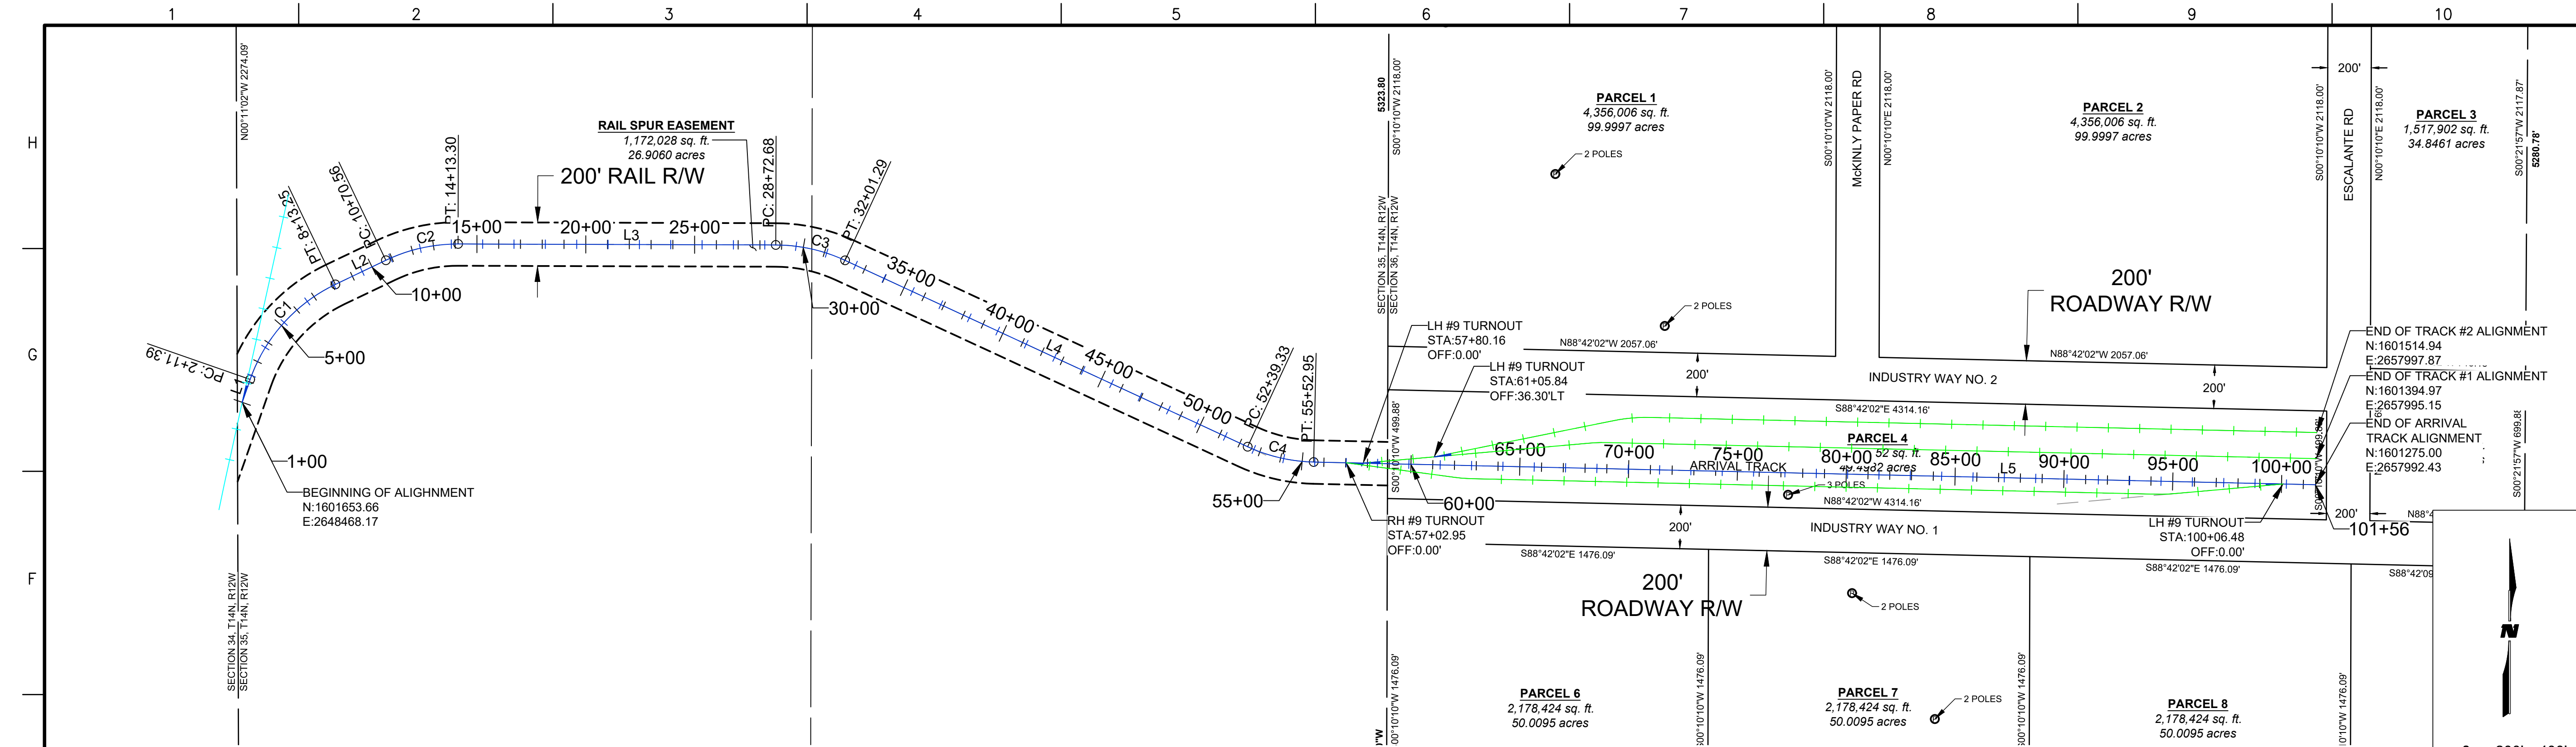 1
2
3
4
5
6
7
8
9
10
H
G
F
N00°11'02"W 2274.09'
RAIL SPUR EASEMENT
1,172,028 sq. ft.
26.9060 acres
200' RAIL R/W
PC: 2+11.39
PT: 8+13.25
PC: 10+70.56
PT: 14+13.30
PC: 28+72.68
PT: 32+01.29
PC: 52+39.33
PT: 55+52.95
L1
C1
L2
C2
L3
C3
L4
C4
L5
1+00
5+00
10+00
15+00
20+00
25+00
30+00
35+00
40+00
45+00
50+00
55+00
60+00
65+00
70+00
75+00
80+00
85+00
90+00
95+00
100+00
101+56
BEGINNING OF ALIGHNMENT
N:1601653.66
E:2648468.17
SECTION 34, T14N, R12W
SECTION 35, T14N, R12W
SECTION 35, T14N, R12W
SECTION 36, T14N, R12W
5323.80
S00°10'10"W 2118.00'
PARCEL 1
4,356,006 sq. ft.
99.9997 acres
2 POLES
2 POLES
S00°10'10"W 2118.00'
McKINLY PAPER RD
N00°10'10"E 2118.00'
PARCEL 2
4,356,006 sq. ft.
99.9997 acres
S00°10'10"W 2118.00'
200'
ESCALANTE RD
N00°10'10"E 2118.00'
PARCEL 3
1,517,902 sq. ft.
34.8461 acres
S00°21'57"W 2117.87'
5280.78'
200'
ROADWAY R/W
LH #9 TURNOUT
STA:57+80.16
OFF:0.00'
LH #9 TURNOUT
STA:61+05.84
OFF:36.30'LT
N88°42'02"W 2057.06'
N88°42'02"W 2057.06'
200'
INDUSTRY WAY NO. 2
200'
S88°42'02"E 4314.16'
S00°10'10"W 499.88'
PARCEL 4
52 sq. ft.
acres
ARRIVAL TRACK
3 POLES
N88°42'02"W 4314.16'
END OF TRACK #2 ALIGNMENT
N:1601514.94
E:2657997.87
END OF TRACK #1 ALIGNMENT
N:1601394.97
E:2657995.15
END OF ARRIVAL
TRACK ALIGNMENT
N:1601275.00
E:2657992.43
RH #9 TURNOUT
STA:57+02.95
OFF:0.00'
200'
INDUSTRY WAY NO. 1
LH #9 TURNOUT
STA:100+06.48
OFF:0.00'
200'
S88°42'02"E 1476.09'
S88°42'02"E 1476.09'
S88°42'02"E 1476.09'
200'
ROADWAY R/W
2 POLES
PARCEL 6
2,178,424 sq. ft.
50.0095 acres
PARCEL 7
2,178,424 sq. ft.
50.0095 acres
2 POLES
PARCEL 8
2,178,424 sq. ft.
50.0095 acres
S00°10'10"W 1476.09'
S00°10'10"W 1476.09'
N